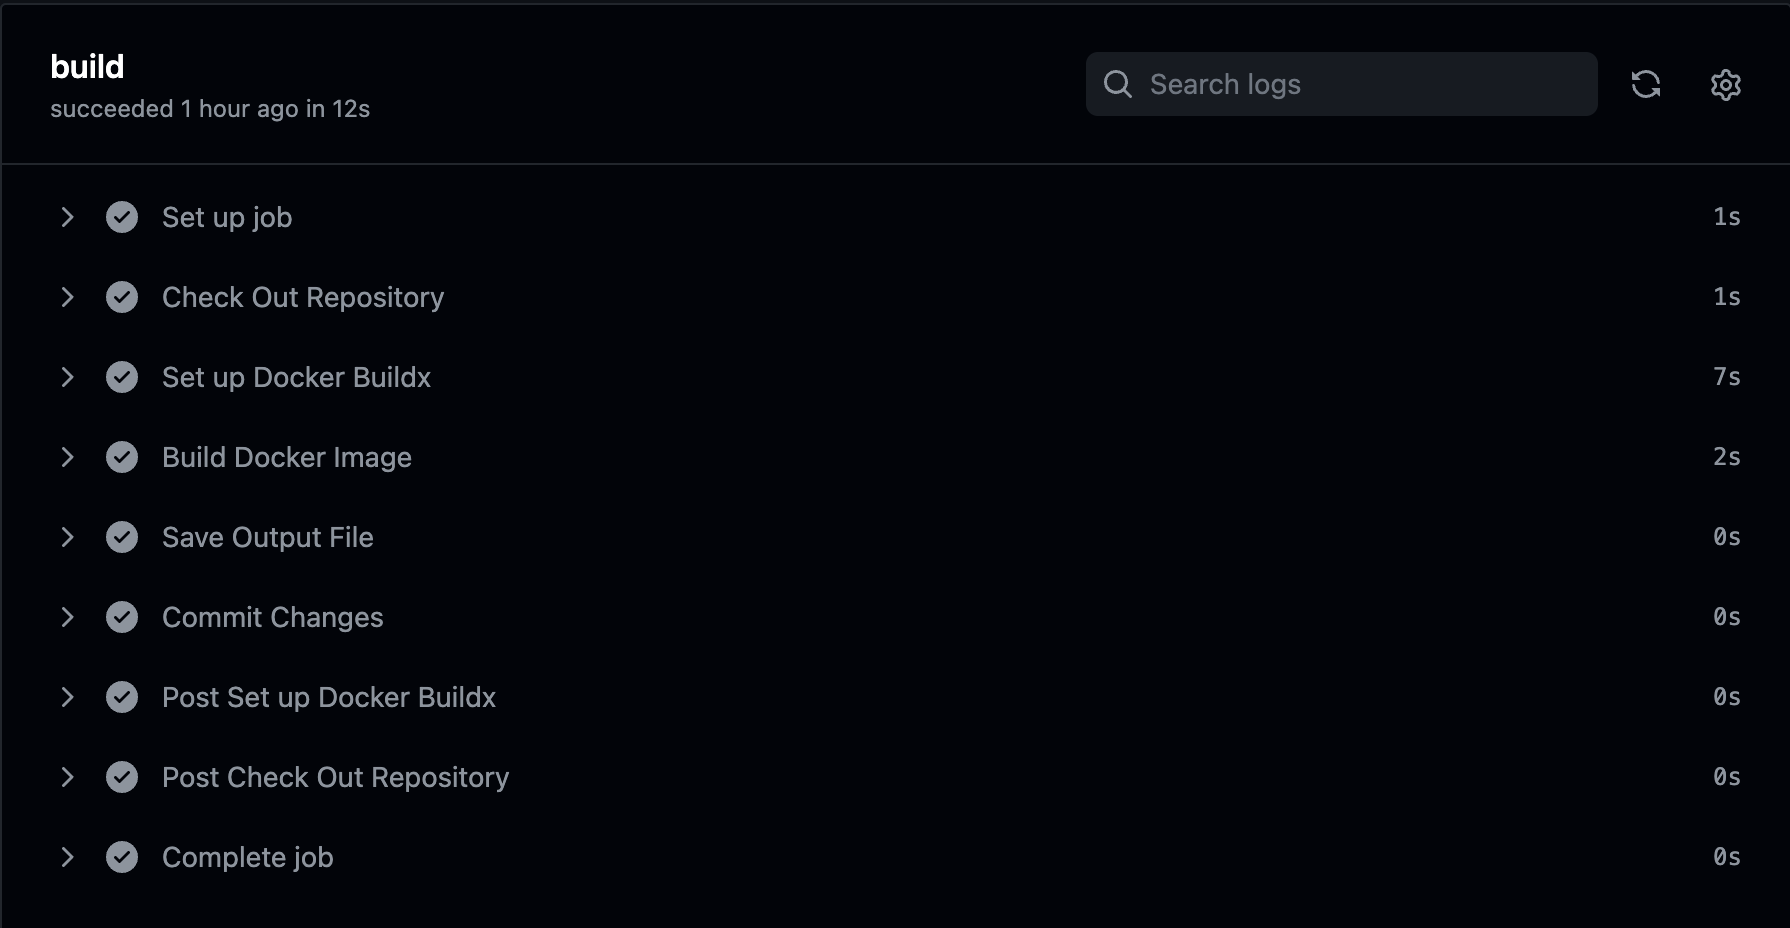 build
succeeded 1 hour ago in 12s
Search logs
Set up job 1s
Check Out Repository 1s
Set up Docker Buildx 7s
Build Docker Image 2s
Save Output File 0s
Commit Changes 0s
Post Set up Docker Buildx 0s
Post Check Out Repository 0s
Complete job 0s